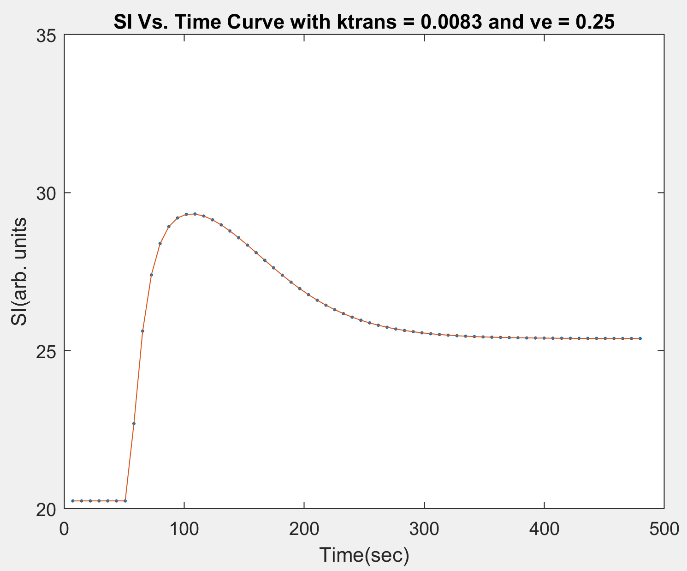 SI Vs. Time Curve with ktrans = 0.0083 and ve = 0.25
35
30
25
20
SI(arb. units
0 100 200 300 400 500
Time(sec)